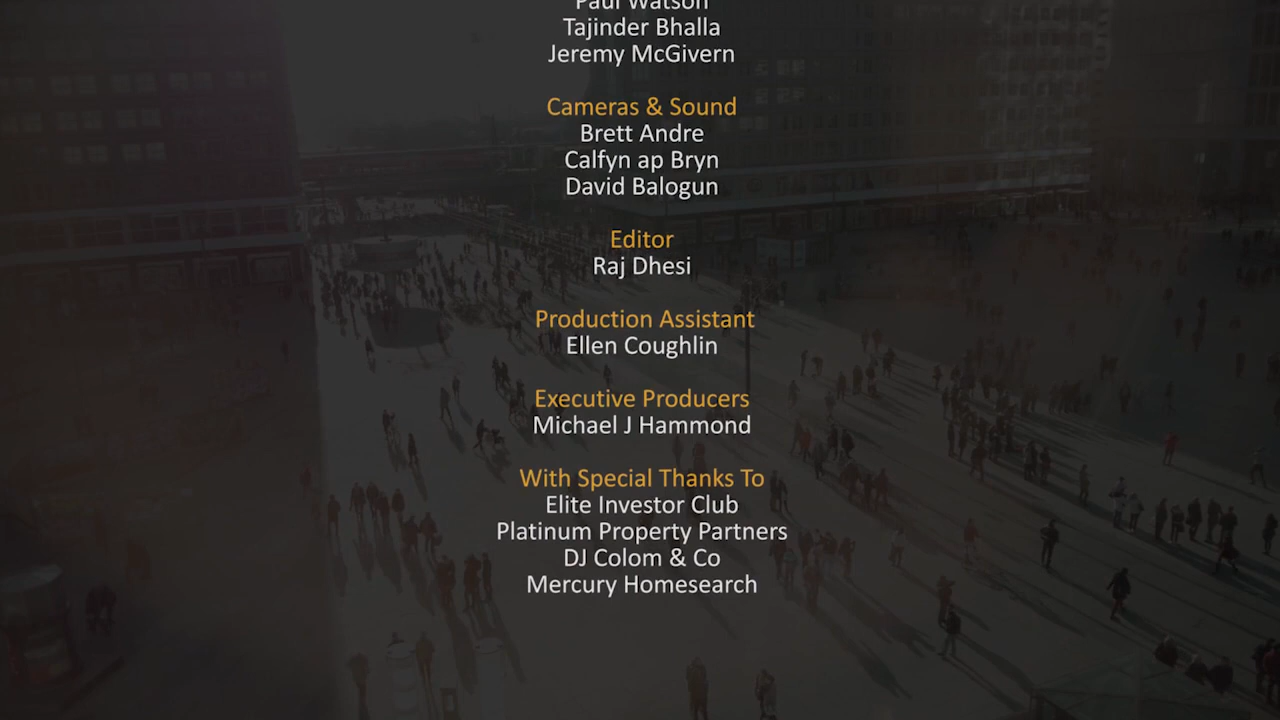 Paul Watson
Tajinder Bhalla
Jeremy McGivern
Cameras & Sound
Brett Andre
Calfyn ap Bryn
David Balogun
Editor
Raj Dhesi
Production Assistant
Ellen Coughlin
Executive Producers
Michael J Hammond
With Special Thanks To
Elite Investor Club
Platinum Property Partners
DJ Colom & Co
Mercury Homesearch